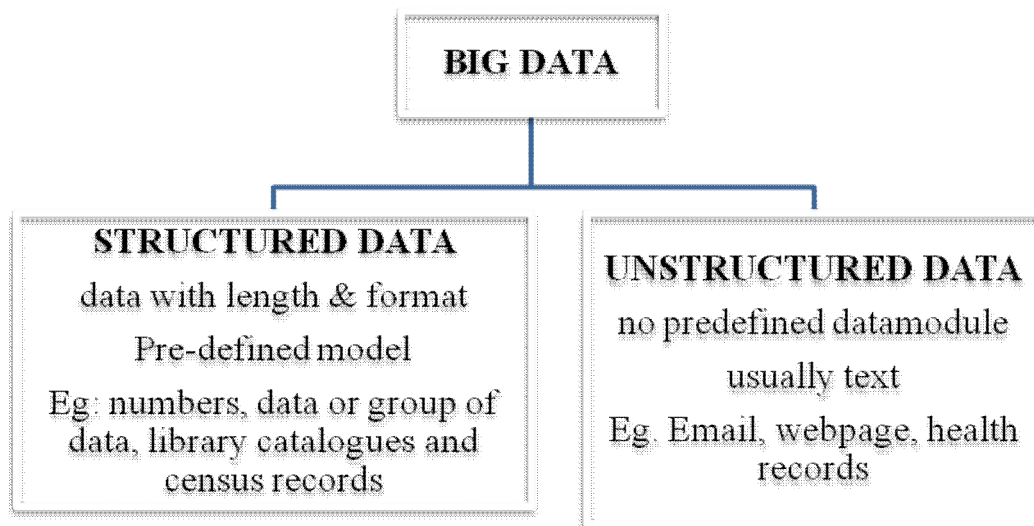 BIG DATA
STRUCTURED DATA
data with length & format
Pre-defined model
Eg: numbers, data or group of
data, library catalogues and
census records
UNSTRUCTURED DATA
no predefined datamodule
usually text
Eg. Email, webpage, health
records